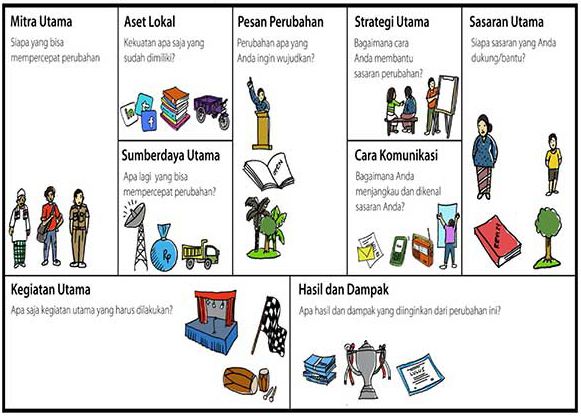 Mitra Utama
Siapa yang bisa
mempercepat perubahan
Aset Lokal
Kekuatan apa saja yang
sudah dimiliki?
Sumberdaya Utama
Apa lagi yang bisa
mempercepat perubahan?
Rp
Pesan Perubahan
Perubahan apa yang
Anda ingin wujudkan?
Strategi Utama
Bagaimana cara
Anda membantu
sasaran perubahan?
Cara Komunikasi
Bagaimana Anda
menjangkau dan dikenal
sasaran Anda?
Sasaran Utama
Siapa sasaran yang Anda
dukung/bantu?
Kegiatan Utama
Apa saja kegiatan utama yang harus dilakukan?
Hasil dan Dampak
Apa hasil dan dampak yang diinginkan dari perubahan ini?
LULUS